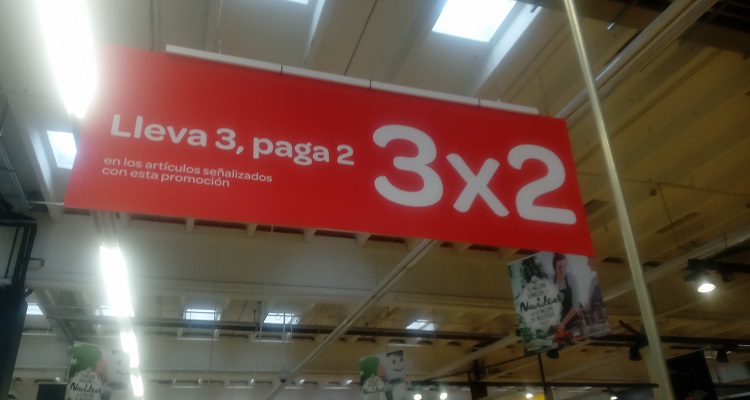 Lleva 3, paga 2
en los artículos señalizados
con esta promoción
3x2